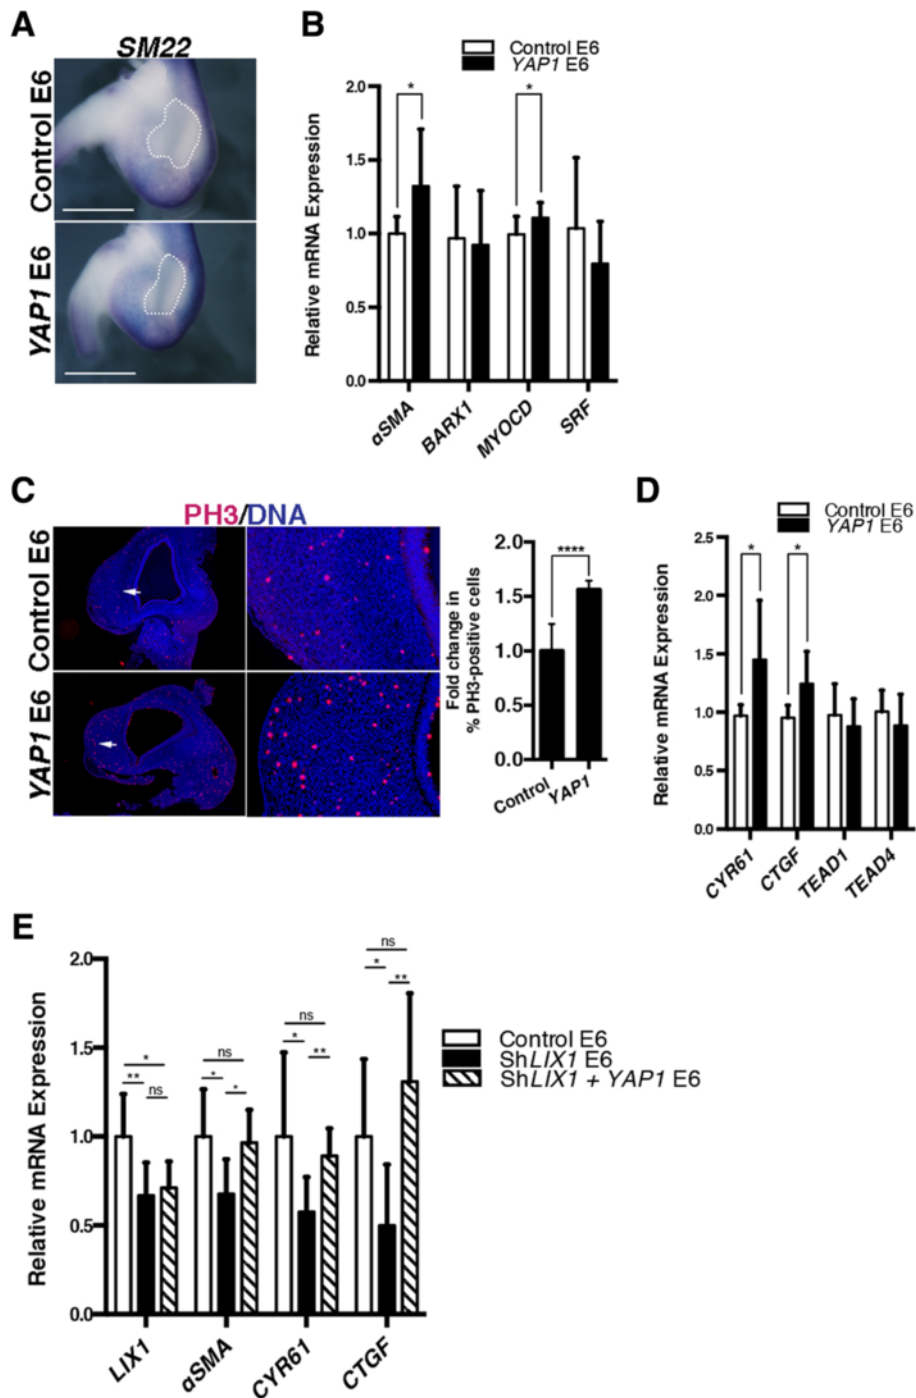 A
SM22
Control E6
YAP1 E6
B
Control E6
YAP1 E6
Relative mRNA Expression
2.0
1.5
1.0
0.5
0.0
*
*
αSMA
BARX1
MYOCD
SRF
C
PH3/DNA
Control E6
YAP1 E6
Fold change in
% PH3-positive cells
2.0
1.5
1.0
0.5
0.0
****
Control
YAP1
D
Control E6
YAP1 E6
Relative mRNA Expression
2.5
2.0
1.5
1.0
0.5
0.0
*
*
CYR61
CTGF
TEAD1
TEAD4
E
Relative mRNA Expression
2.0
1.5
1.0
0.5
0.0
*
**
ns
ns
*
*
ns
*
**
ns
*
**
LIX1
αSMA
CYR61
CTGF
Control E6
ShLIX1 E6
ShLIX1 + YAP1 E6